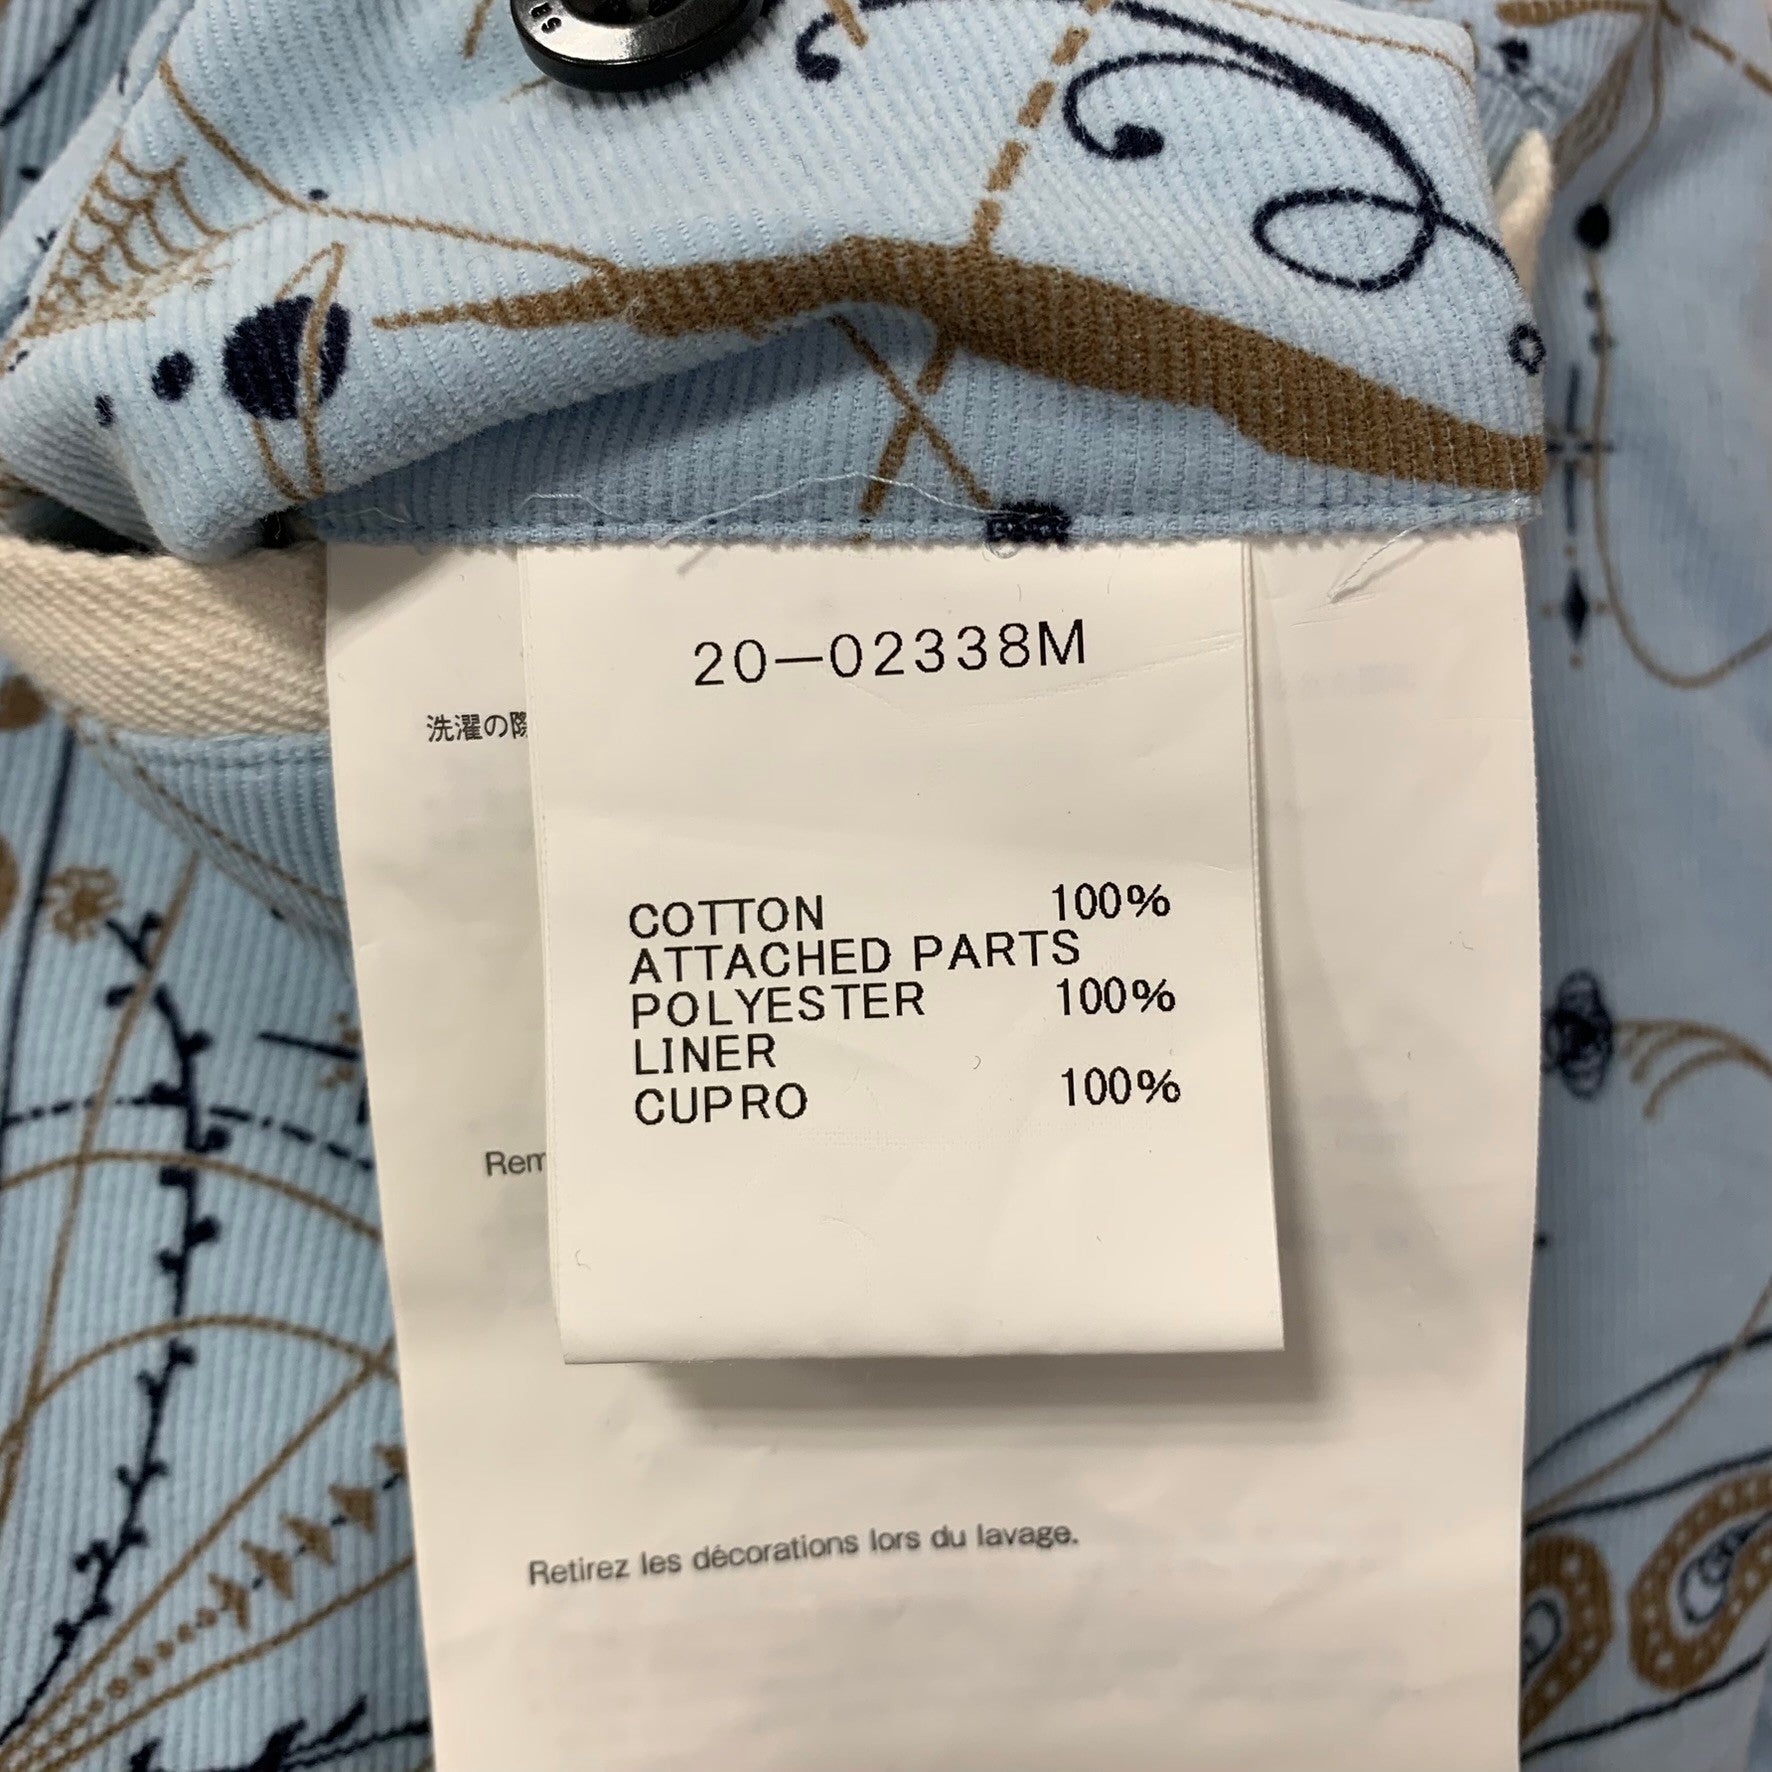 ES
20-02338M
洗濯の際
COTTON 100%
ATTACHED PARTS
POLYESTER 100%
LINER
CUPRO 100%
Rem
Retirez les décorations lors du lavage.